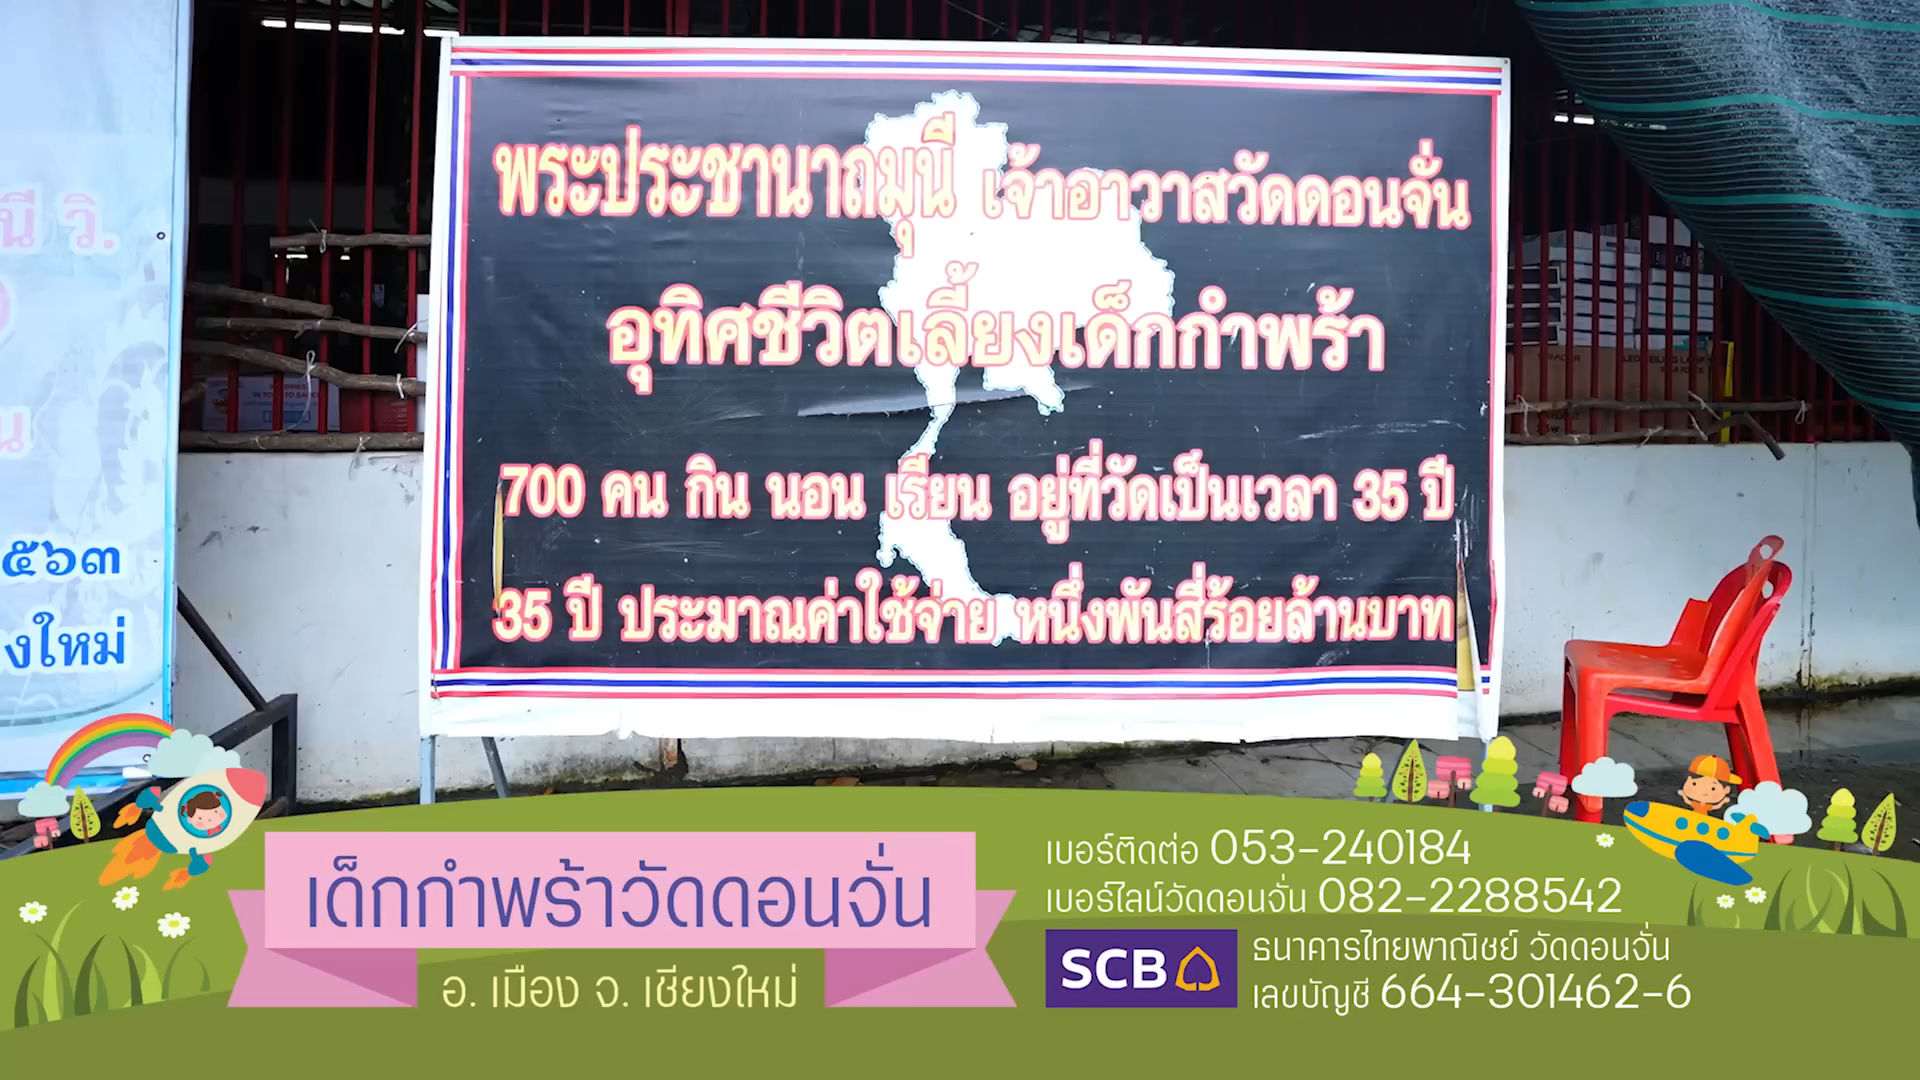 นี วิ.
น
๕๖๓
งใหม่
พระประชานาถมุนี เจ้าอาวาสวัดดอนจั่น
อุทิศชีวิตเลี้ยงเด็กกำพร้า
700 คน กิน นอน เรียน อยู่ที่วัดเป็นเวลา 35 ปี
35 ปี ประมาณค่าใช้จ่าย หนึ่งพันสี่ร้อยล้านบาท
เด็กกำพร้าวัดดอนจั่น
อ. เมือง จ. เชียงใหม่
เบอร์ติดต่อ 053-240184
เบอร์ไลน์วัดดอนจั่น 082-2288542
SCB
ธนาคารไทยพาณิชย์ วัดดอนจั่น
เลขบัญชี 664-301462-6